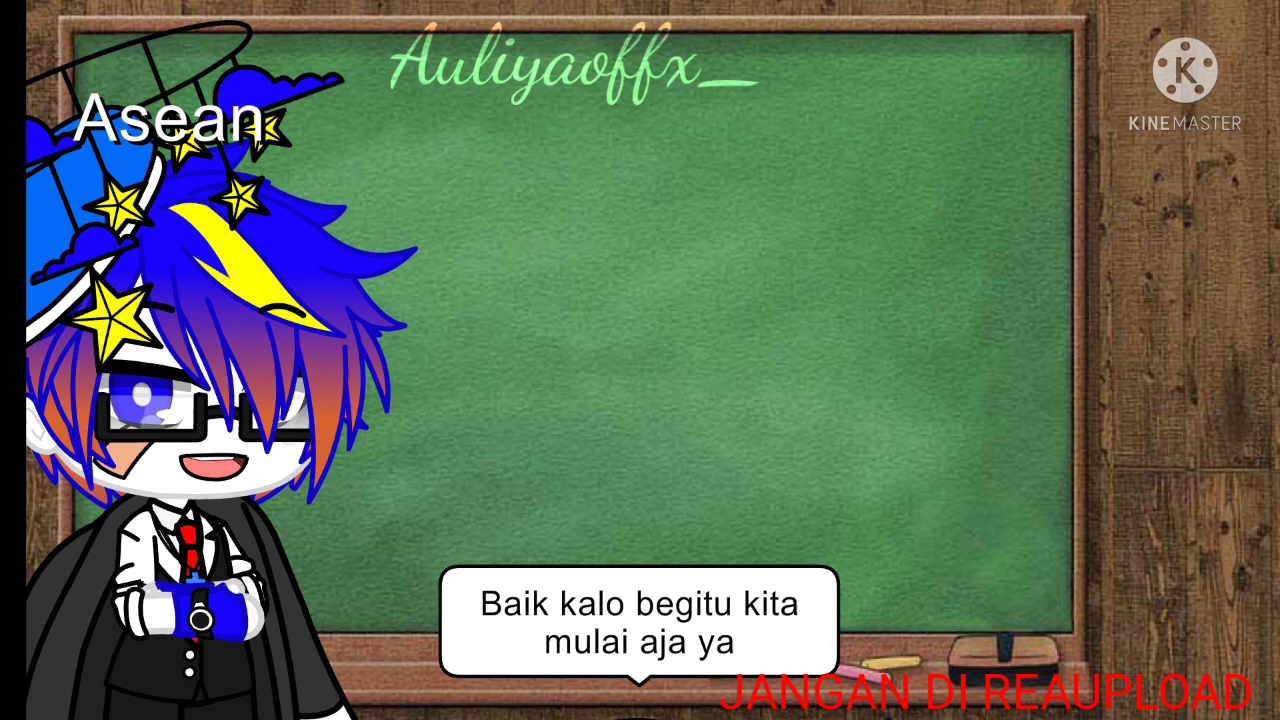 Auliyaoffx_
Asean
K
KINEMASTER
Baik kalo begitu kita
mulai aja ya
JANGAN DI REAUPLOAD